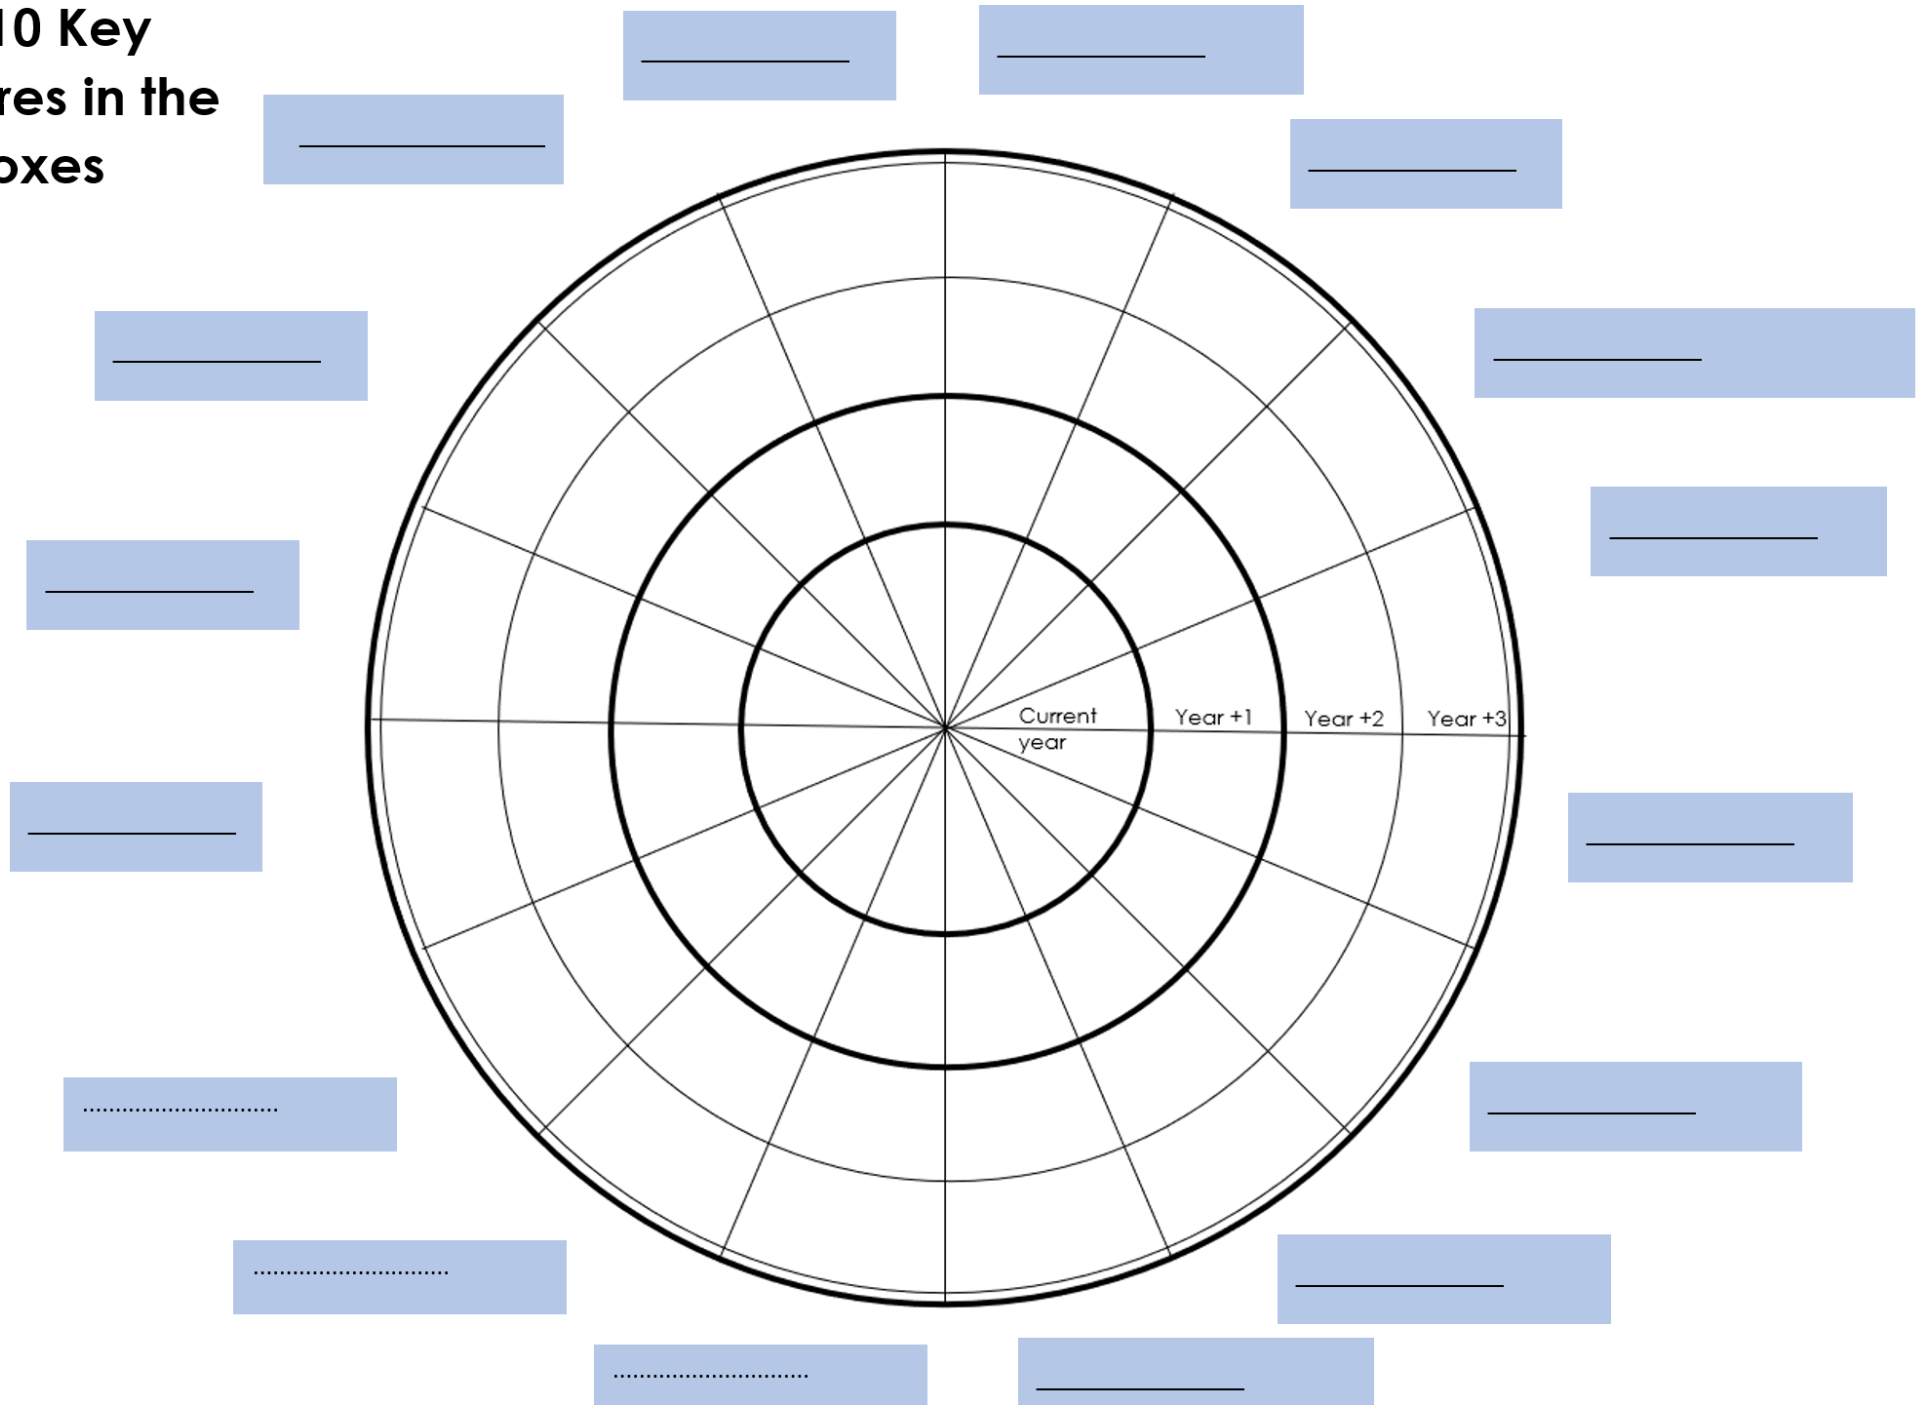 10 Key
res in the
oxes
Current
year
Year +1
Year +2
Year +3